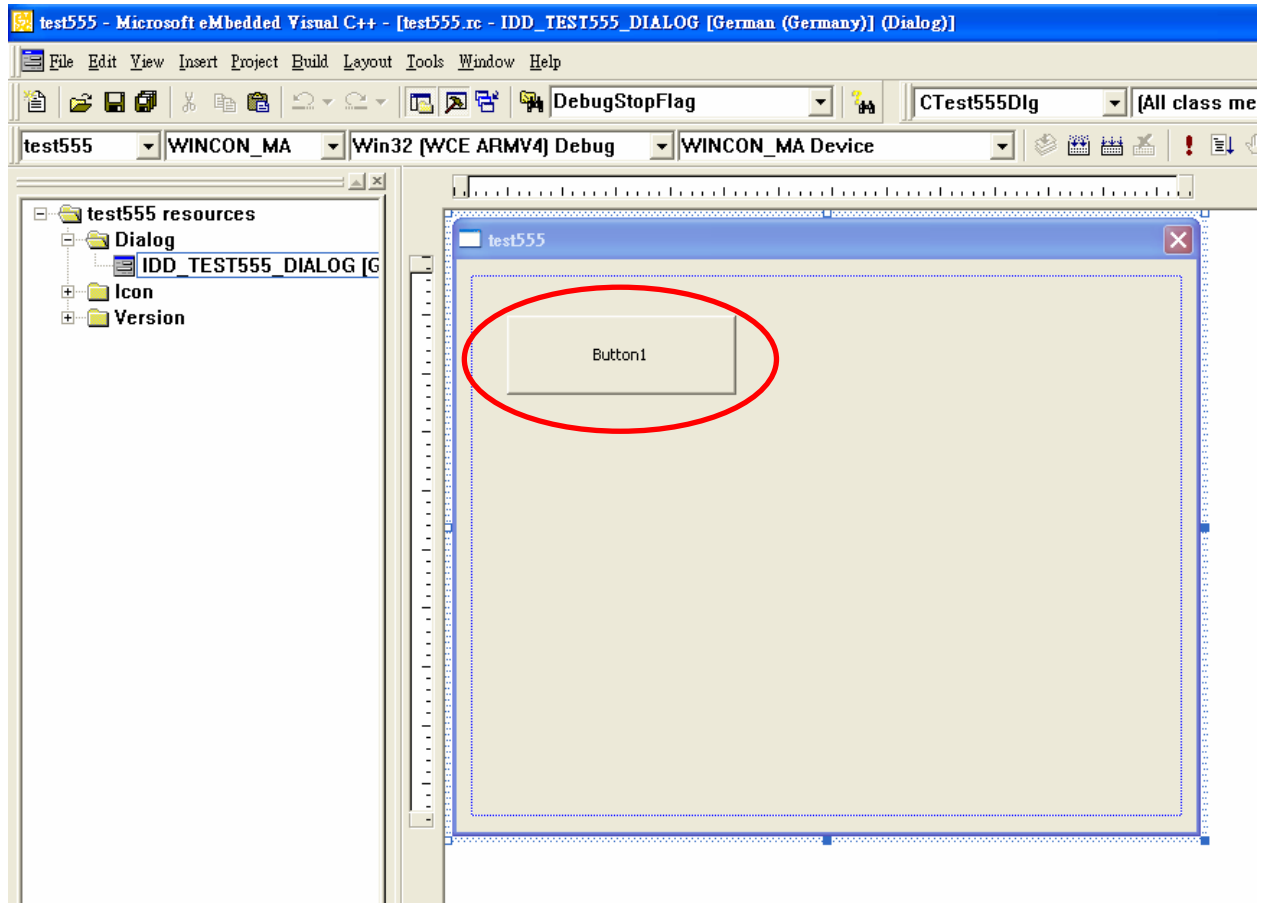 test555 - Microsoft eMbedded Visual C++ - [test555.rc - IDD_TEST555_DIALOG [German (Germany)] (Dialog)]
File Edit View Insert Project Build Layout Tools Window Help
DebugStopFlag CTest555Dlg (All class me
test555 WINCON_MA Win32 (WCE ARMV4) Debug WINCON_MA Device
test555 resources
Dialog
IDD_TEST555_DIALOG [G
Icon
Version
test555
Button1